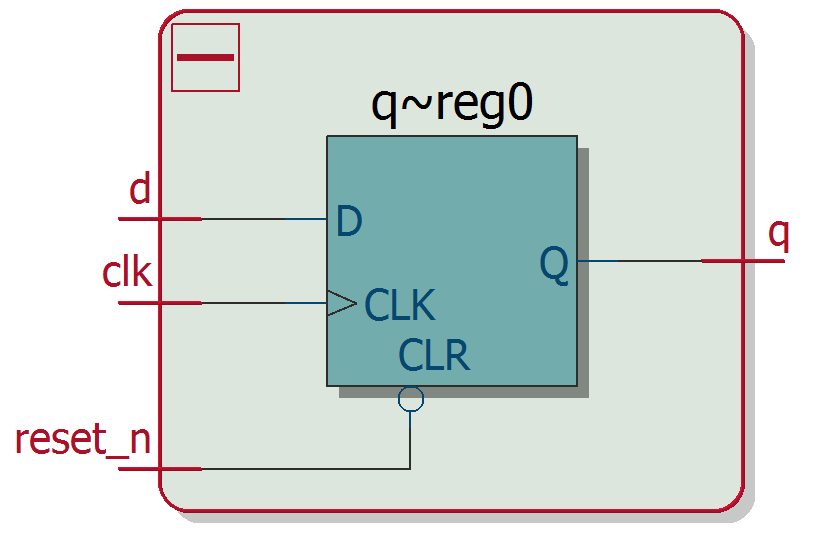 q~reg0
d
D
q
Q
clk
CLK
CLR
reset_n